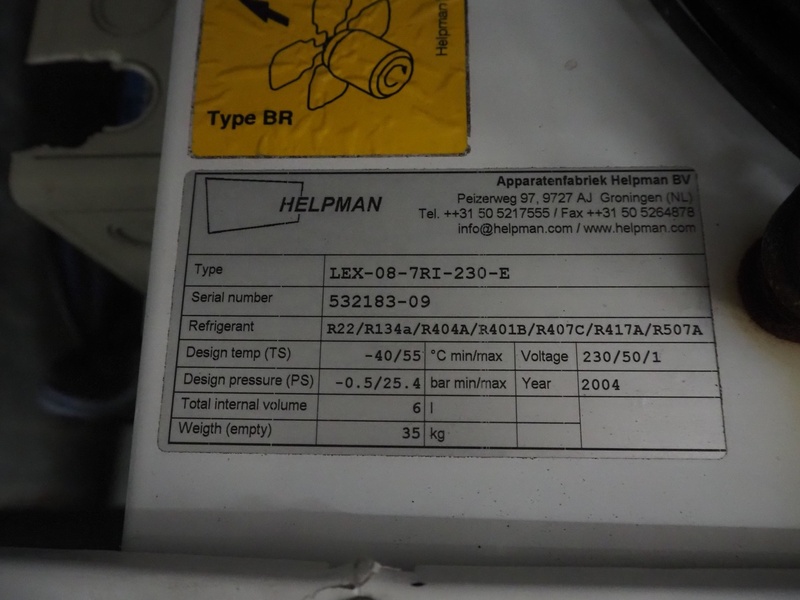 Helpman
Type BR
HELPMAN
Apparatenfabriek Helpman BV
Peizerweg 97, 9727 AJ Groningen (NL)
Tel. ++31 50 5217555 / Fax ++31 50 5264878
info@helpman.com / www.helpman.com
Type LEX-08-7RI-230-E
Serial number 532183-09
Refrigerant R22/R134a/R404A/R401B/R407C/R417A/R507A
Design temp (TS) -40/55 °C min/max Voltage 230/50/1
Design pressure (PS) -0.5/25.4 bar min/max Year 2004
Total internal volume 6 l
Weigth (empty) 35 kg